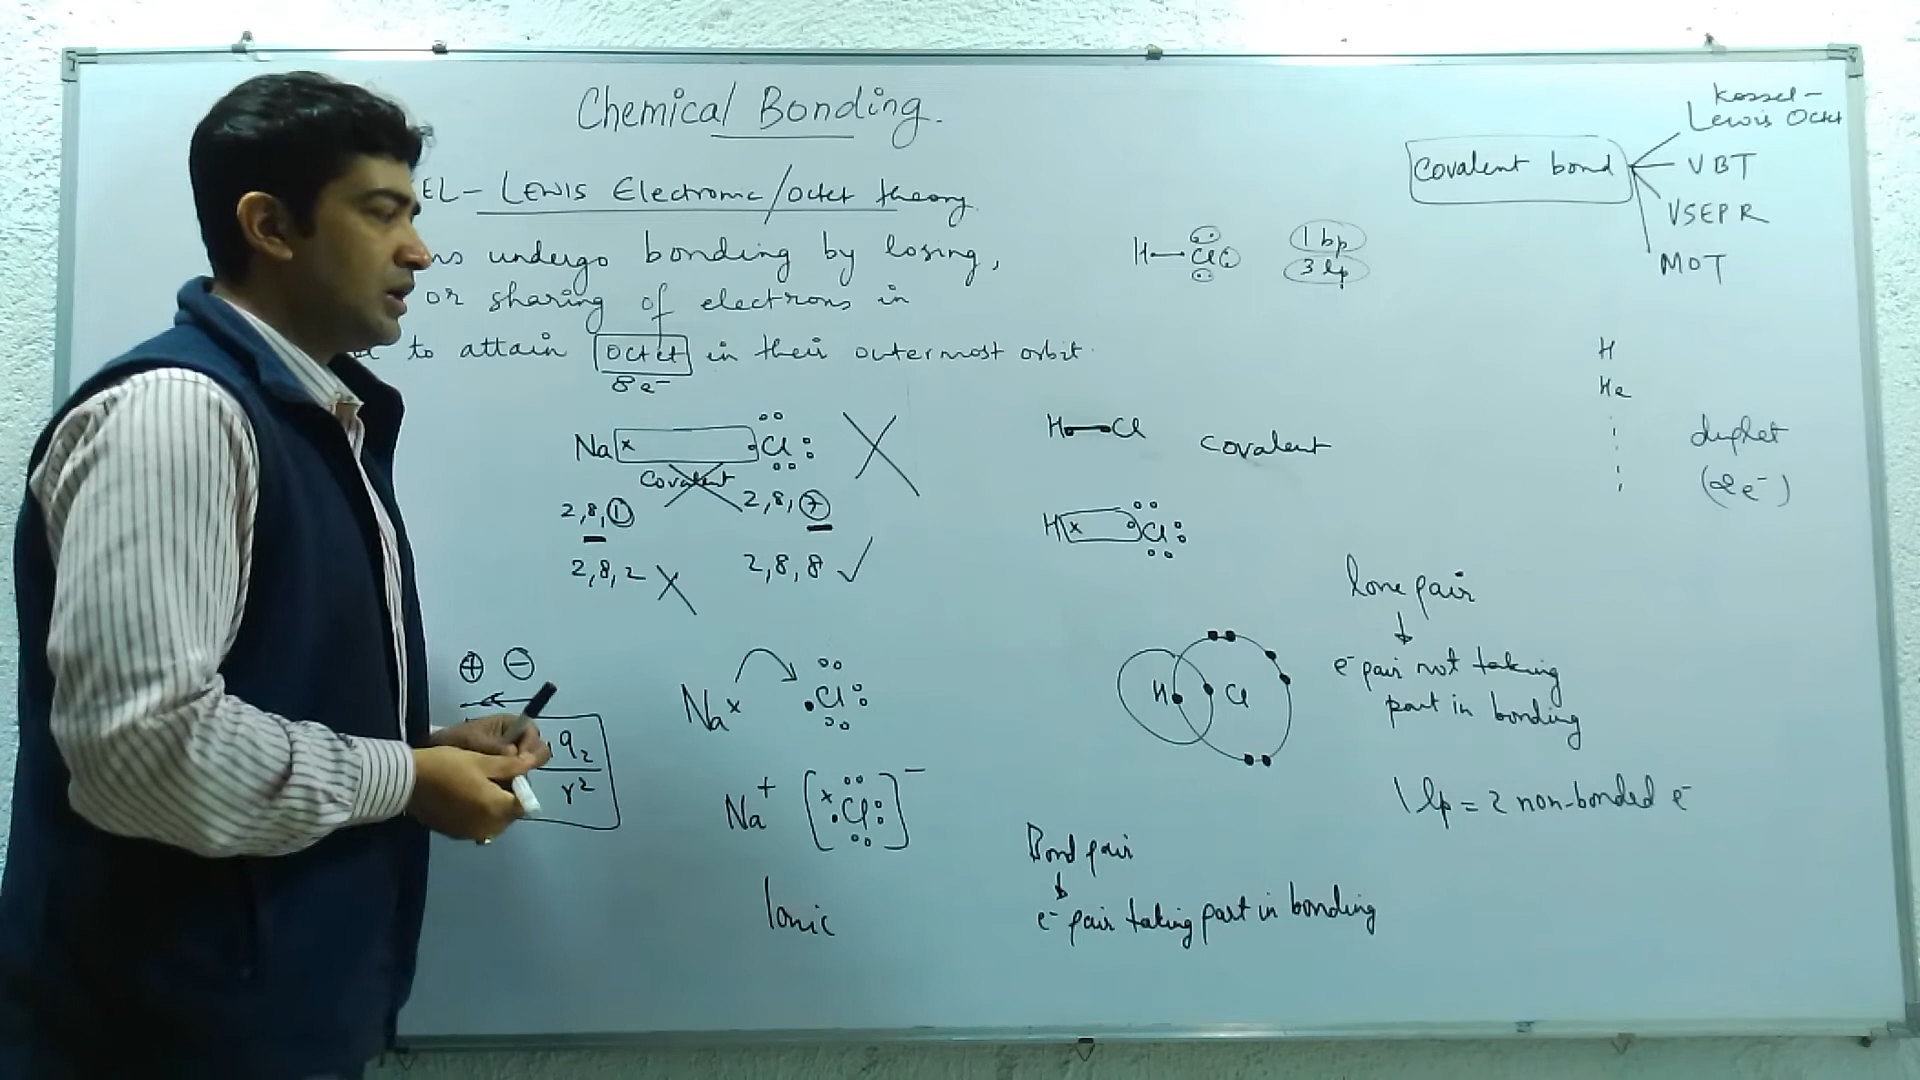 Chemical Bonding.
EL - LEWIS Electronic/octet theory
ns undergo bonding by losing,
or sharing of electrons in
to attain octet in their outermost orbit.
8e⁻
Na x Cl
Covalent
2,8,1 2,8,7
2,8,2 2,8,8 ✓
+ −
q₂
r²
Na x Cl
Na⁺ [x Cl]⁻
Ionic
H—Cl 1 bp
3 lp
H—Cl Covalent
H x Cl
H Cl
Bond pair
↓
e⁻ pair taking part in bonding
Covalent bond
Kossel-
Lewis Octet
VBT
VSEPR
MOT
H
He
duplet
(2e⁻)
lone pair
↓
e⁻ pair not taking
part in bonding
1 lp = 2 non-bonded e⁻